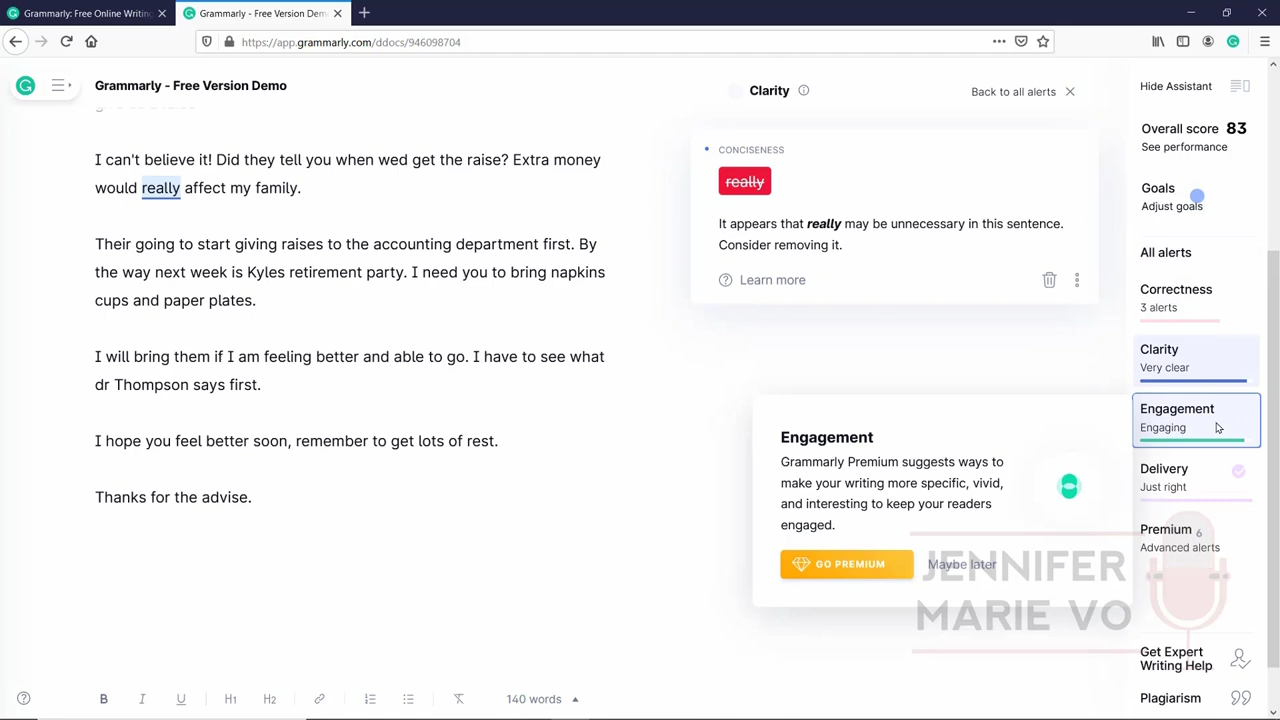 Grammarly: Free Online Writing
Grammarly - Free Version Dem
https://app.grammarly.com/ddocs/946098704
Grammarly - Free Version Demo
Clarity
Back to all alerts
Hide Assistant
Overall score 83
See performance
Goals
Adjust goals
All alerts
Correctness
3 alerts
Clarity
Very clear
Engagement
Engaging
Delivery
Just right
Premium 6
Advanced alerts
Get Expert
Writing Help
Plagiarism
I can't believe it! Did they tell you when wed get the raise? Extra money
would really affect my family.
Their going to start giving raises to the accounting department first. By
the way next week is Kyles retirement party. I need you to bring napkins
cups and paper plates.
I will bring them if I am feeling better and able to go. I have to see what
dr Thompson says first.
I hope you feel better soon, remember to get lots of rest.
Thanks for the advise.
CONCISENESS
really
It appears that really may be unnecessary in this sentence.
Consider removing it.
Learn more
Engagement
Grammarly Premium suggests ways to
make your writing more specific, vivid,
and interesting to keep your readers
engaged.
GO PREMIUM
Maybe later
JENNIFER
MARIE VO
B I U H1 H2
140 words